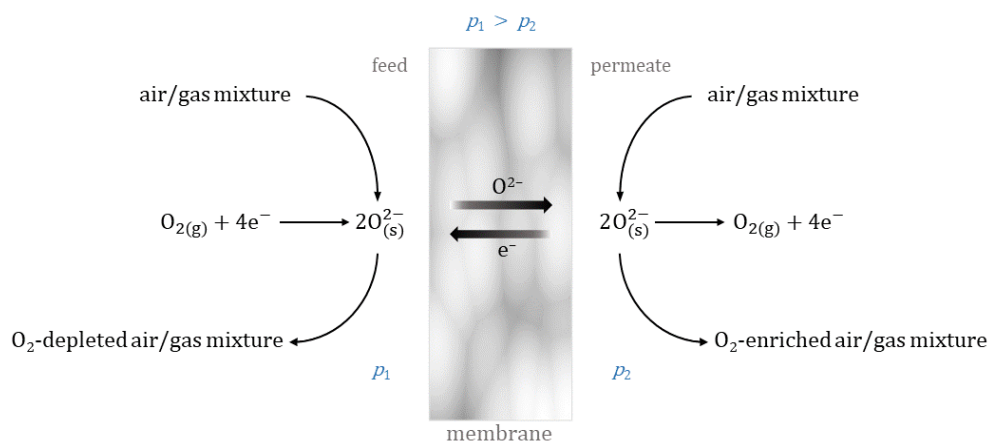 p₁ > p₂
feed
permeate
air/gas mixture
air/gas mixture
O²⁻
O₂(g) + 4e⁻
2O²⁻(s)
2O²⁻(s)
O₂(g) + 4e⁻
e⁻
O₂-depleted air/gas mixture
O₂-enriched air/gas mixture
p₁
p₂
membrane